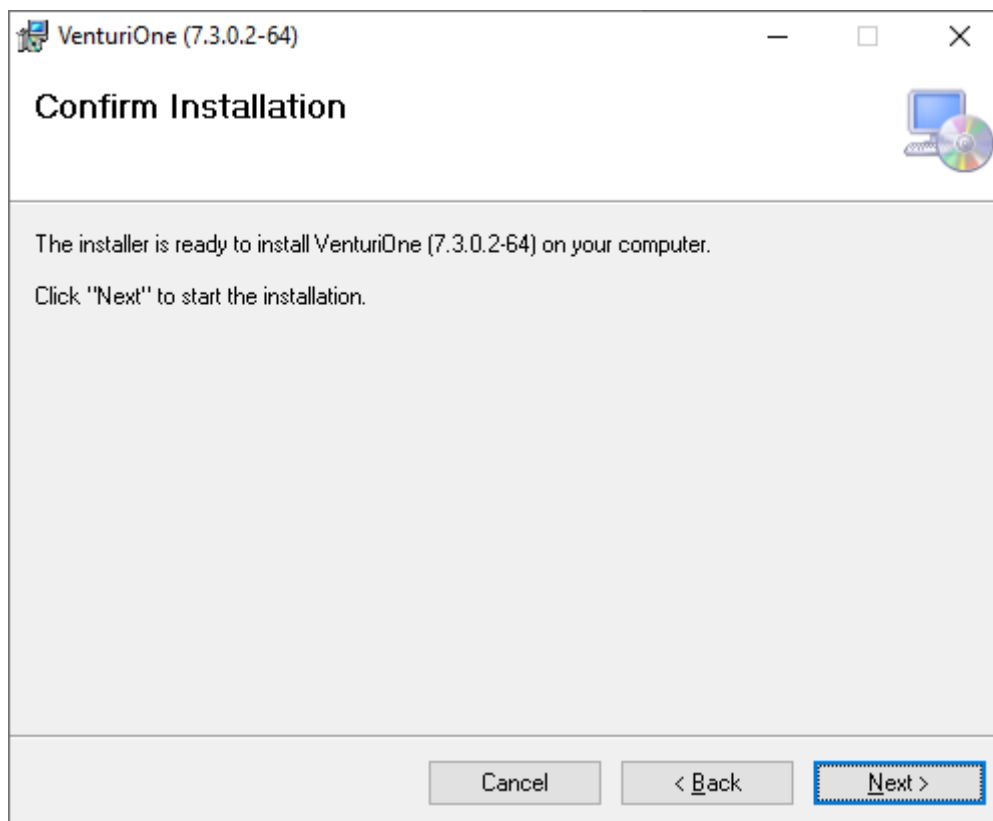 VenturiOne (7.3.0.2-64)
Confirm Installation
The installer is ready to install VenturiOne (7.3.0.2-64) on your computer.
Click "Next" to start the installation.
Cancel
< Back
Next >